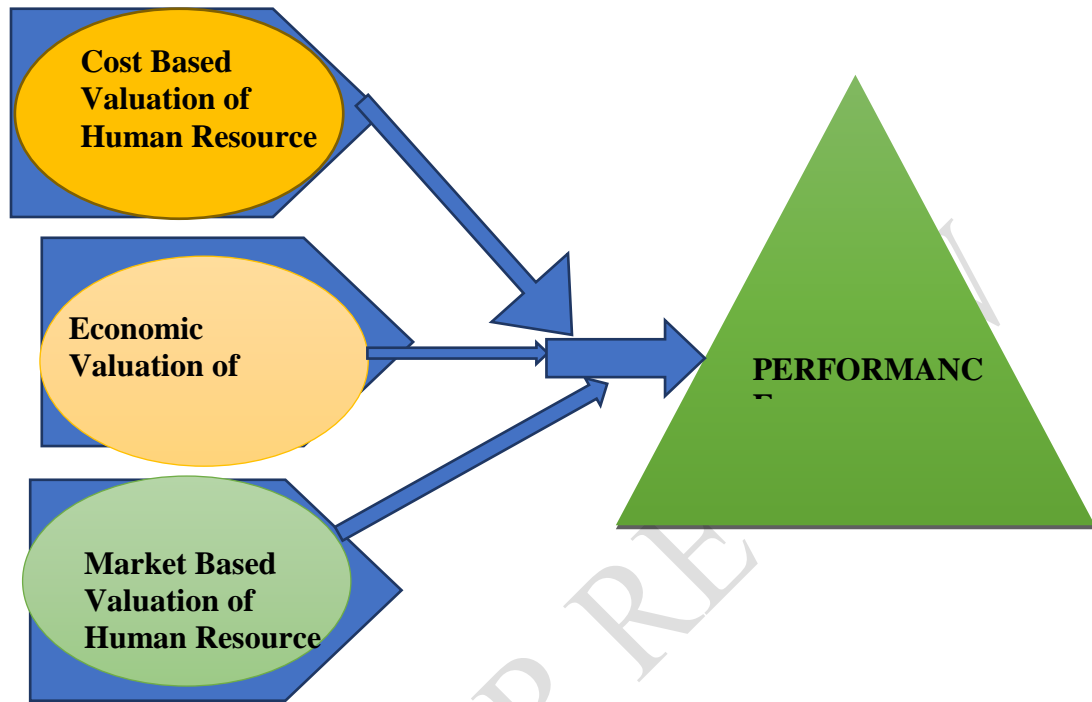 Cost Based
Valuation of
Human Resource
Economic
Valuation of
PERFORMANC
Market Based
Valuation of
Human Resource